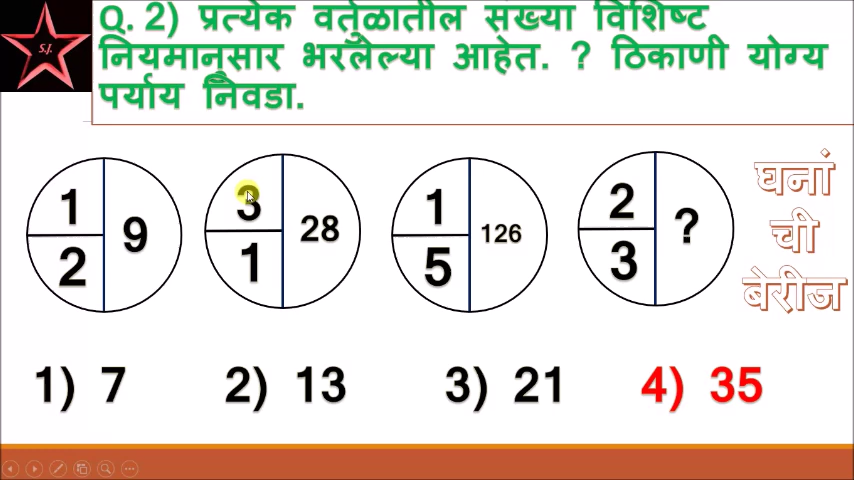 S.J.
Q. 2) प्रत्येक वर्तुळातील सख्या विशिष्ट
नियमानुसार भरलेल्या आहेत. ? ठिकाणी योग्य
पर्याय निवडा.
1 2 9
3 1 28
1 5 126
2 3 ?
घनां
ची
बेरीज
1) 7 2) 13 3) 21 4) 35